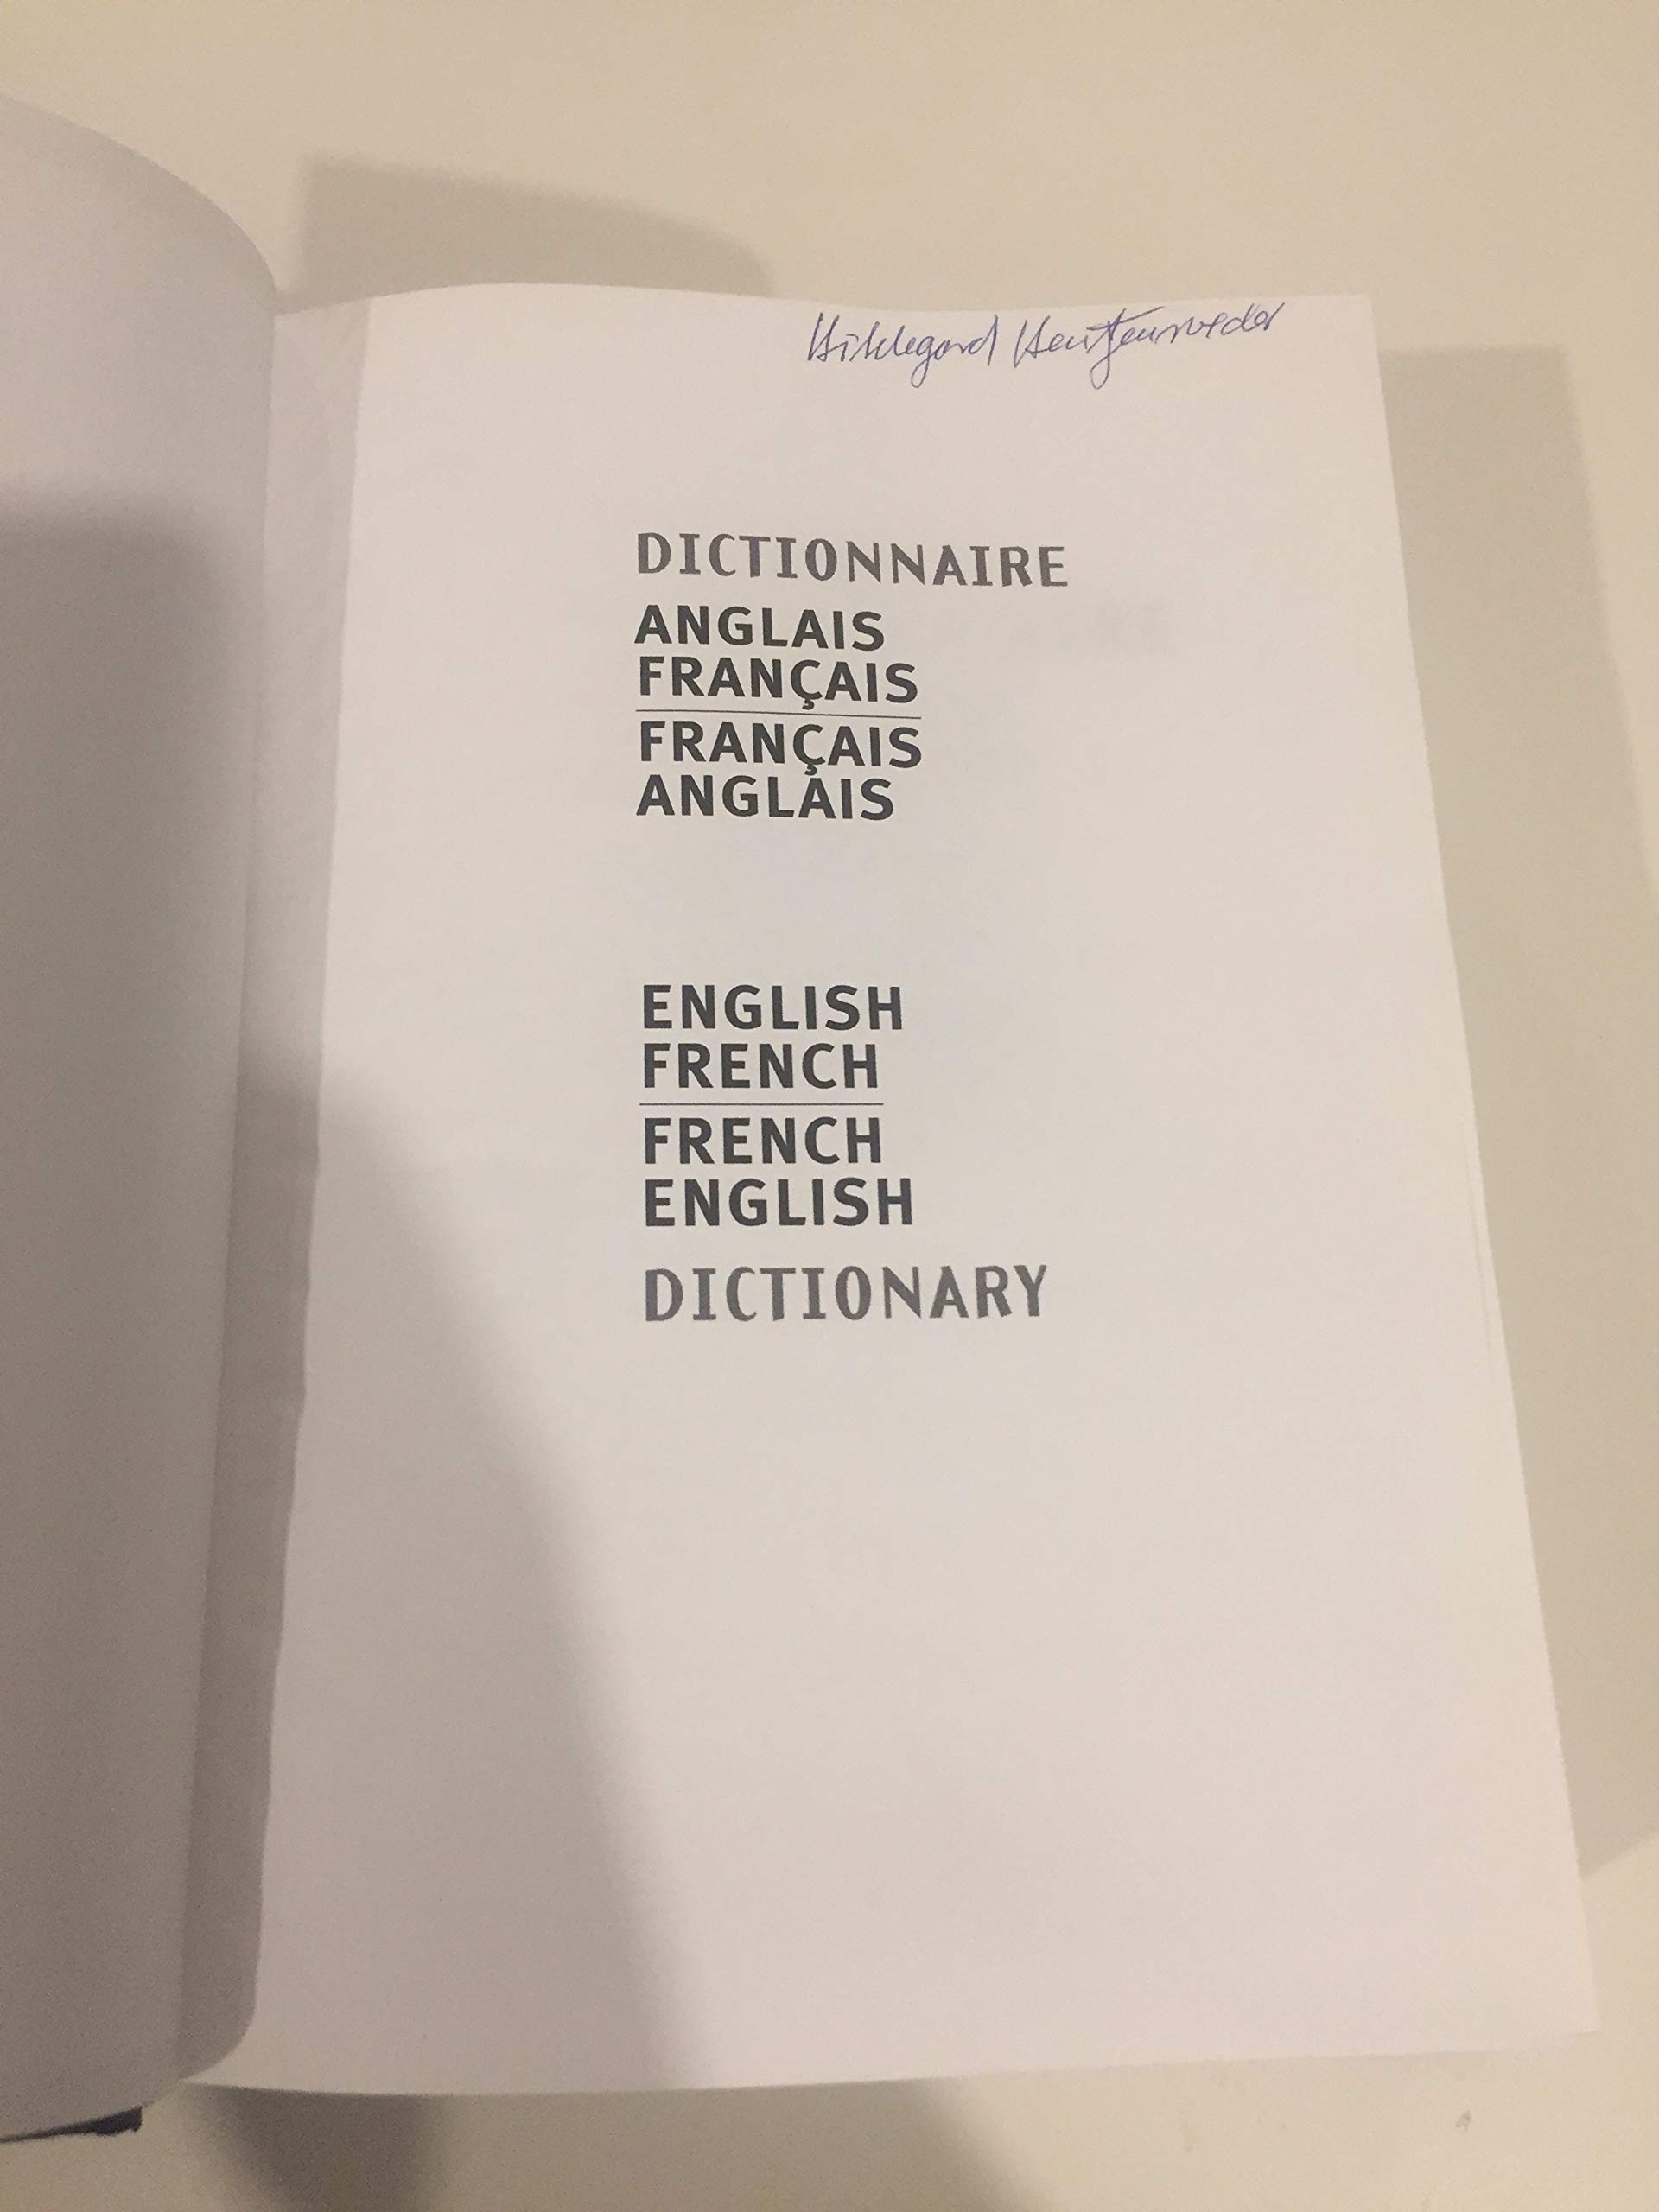 Hildegard
DICTIONNAIRE
ANGLAIS
FRANÇAIS
FRANÇAIS
ANGLAIS
ENGLISH
FRENCH
FRENCH
ENGLISH
DICTIONARY